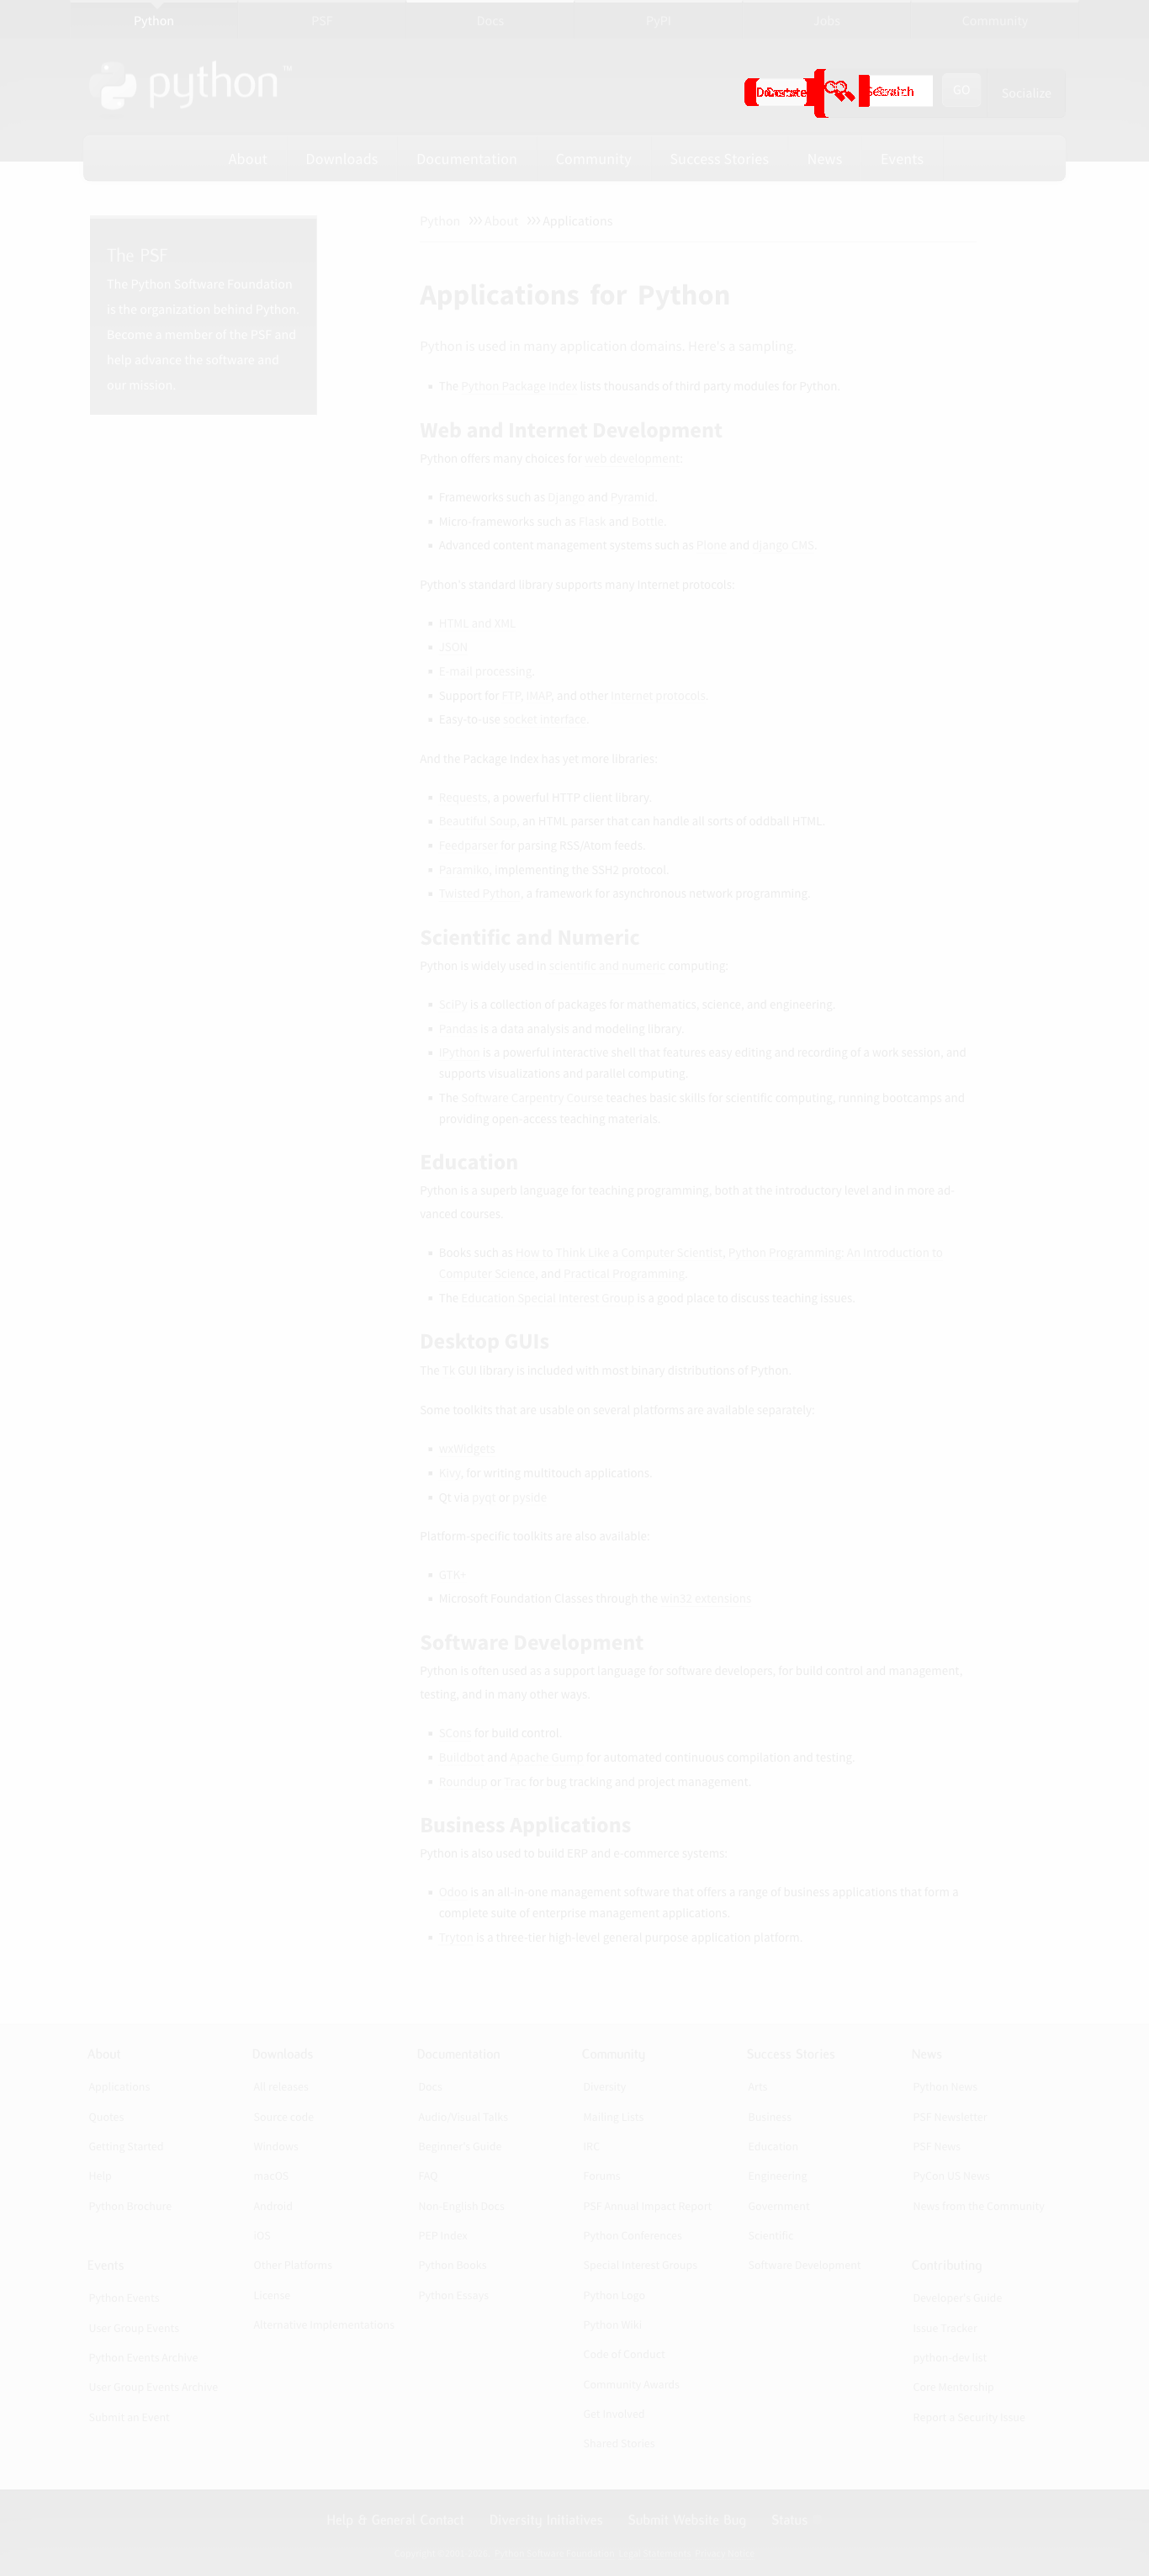 Python PSF Docs PyPI Jobs Community
python™
Donate Search GO Socialize
About Downloads Documentation Community Success Stories News Events
The PSF
The Python Software Foundation
is the organization behind Python.
Become a member of the PSF and
help advance the software and
our mission.
Python >>> About >>> Applications
Applications for Python
Python is used in many application domains. Here's a sampling.
The Python Package Index lists thousands of third party modules for Python.
Web and Internet Development
Python offers many choices for web development:
Frameworks such as Django and Pyramid.
Micro-frameworks such as Flask and Bottle.
Advanced content management systems such as Plone and django CMS.
Python's standard library supports many Internet protocols:
HTML and XML
JSON
E-mail processing.
Support for FTP, IMAP, and other Internet protocols.
Easy-to-use socket interface.
And the Package Index has yet more libraries:
Requests, a powerful HTTP client library.
Beautiful Soup, an HTML parser that can handle all sorts of oddball HTML.
Feedparser for parsing RSS/Atom feeds.
Paramiko, implementing the SSH2 protocol.
Twisted Python, a framework for asynchronous network programming.
Scientific and Numeric
Python is widely used in scientific and numeric computing:
SciPy is a collection of packages for mathematics, science, and engineering.
Pandas is a data analysis and modeling library.
IPython is a powerful interactive shell that features easy editing and recording of a work session, and
supports visualizations and parallel computing.
The Software Carpentry Course teaches basic skills for scientific computing, running bootcamps and
providing open-access teaching materials.
Education
Python is a superb language for teaching programming, both at the introductory level and in more ad-
vanced courses.
Books such as How to Think Like a Computer Scientist, Python Programming: An Introduction to
Computer Science, and Practical Programming.
The Education Special Interest Group is a good place to discuss teaching issues.
Desktop GUIs
The Tk GUI library is included with most binary distributions of Python.
Some toolkits that are usable on several platforms are available separately:
wxWidgets
Kivy, for writing multitouch applications.
Qt via pyqt or pyside
Platform-specific toolkits are also available:
GTK+
Microsoft Foundation Classes through the win32 extensions
Software Development
Python is often used as a support language for software developers, for build control and management,
testing, and in many other ways.
SCons for build control.
Buildbot and Apache Gump for automated continuous compilation and testing.
Roundup or Trac for bug tracking and project management.
Business Applications
Python is also used to build ERP and e-commerce systems:
Odoo is an all-in-one management software that offers a range of business applications that form a
complete suite of enterprise management applications.
Tryton is a three-tier high-level general purpose application platform.
About
Applications
Quotes
Getting Started
Help
Python Brochure
Downloads
All releases
Source code
Windows
macOS
Android
iOS
Other Platforms
License
Alternative Implementations
Documentation
Docs
Audio/Visual Talks
Beginner's Guide
FAQ
Non-English Docs
PEP Index
Python Books
Python Essays
Community
Diversity
Mailing Lists
IRC
Forums
PSF Annual Impact Report
Python Conferences
Special Interest Groups
Python Logo
Python Wiki
Code of Conduct
Community Awards
Get Involved
Shared Stories
Success Stories
Arts
Business
Education
Engineering
Government
Scientific
Software Development
News
Python News
PSF Newsletter
PSF News
PyCon US News
News from the Community
Events
Python Events
User Group Events
Python Events Archive
User Group Events Archive
Submit an Event
Contributing
Developer's Guide
Issue Tracker
python-dev list
Core Mentorship
Report a Security Issue
Help & General Contact Diversity Initiatives Submit Website Bug Status